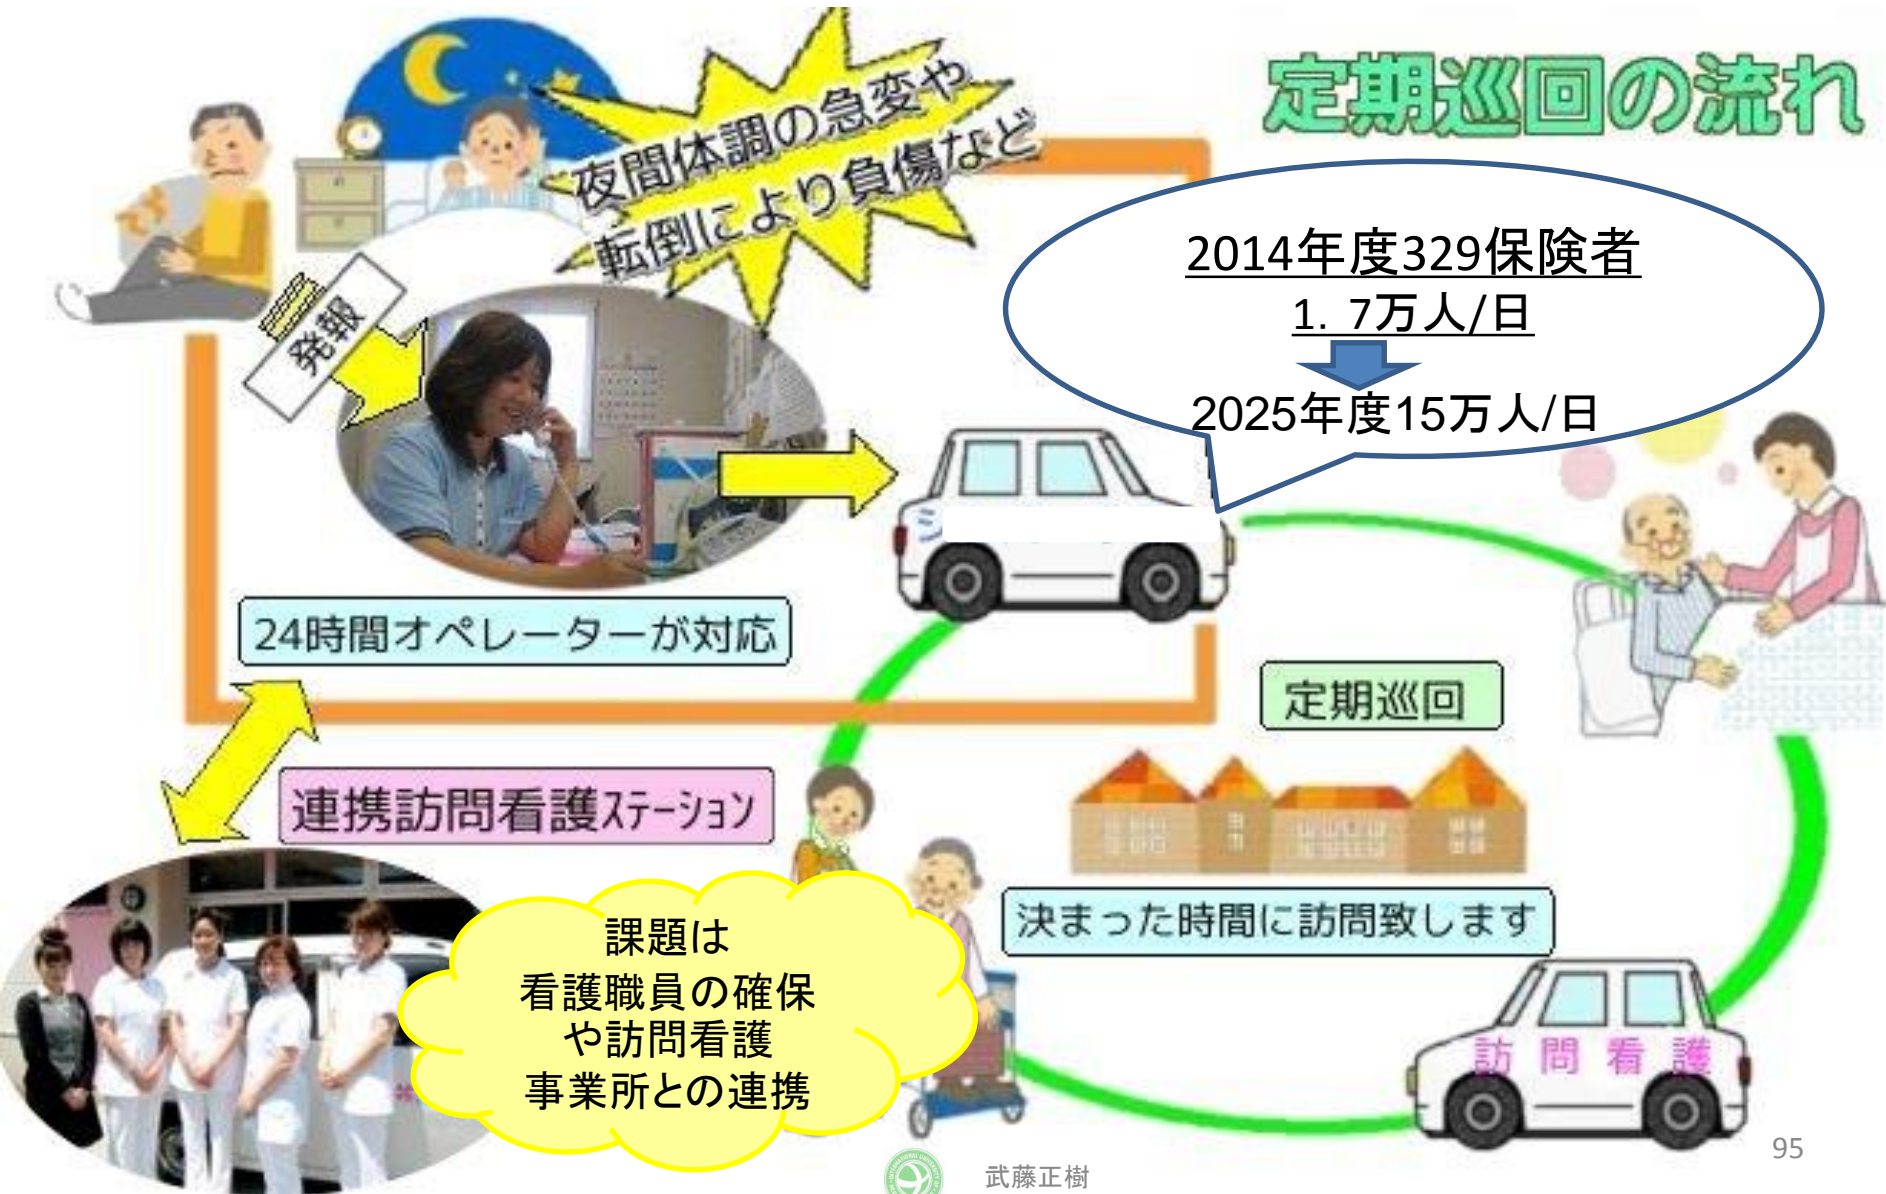 定期巡回の流れ
夜間体調の急変や
転倒により負傷など
2014年度329保険者
1．7万人/日
2025年度15万人/日
発報
24時間オペレーターが対応
定期巡回
連携訪問看護ステーション
決まった時間に訪問致します
課題は
看護職員の確保
や訪問看護
事業所との連携
訪問看護
95
武藤正樹